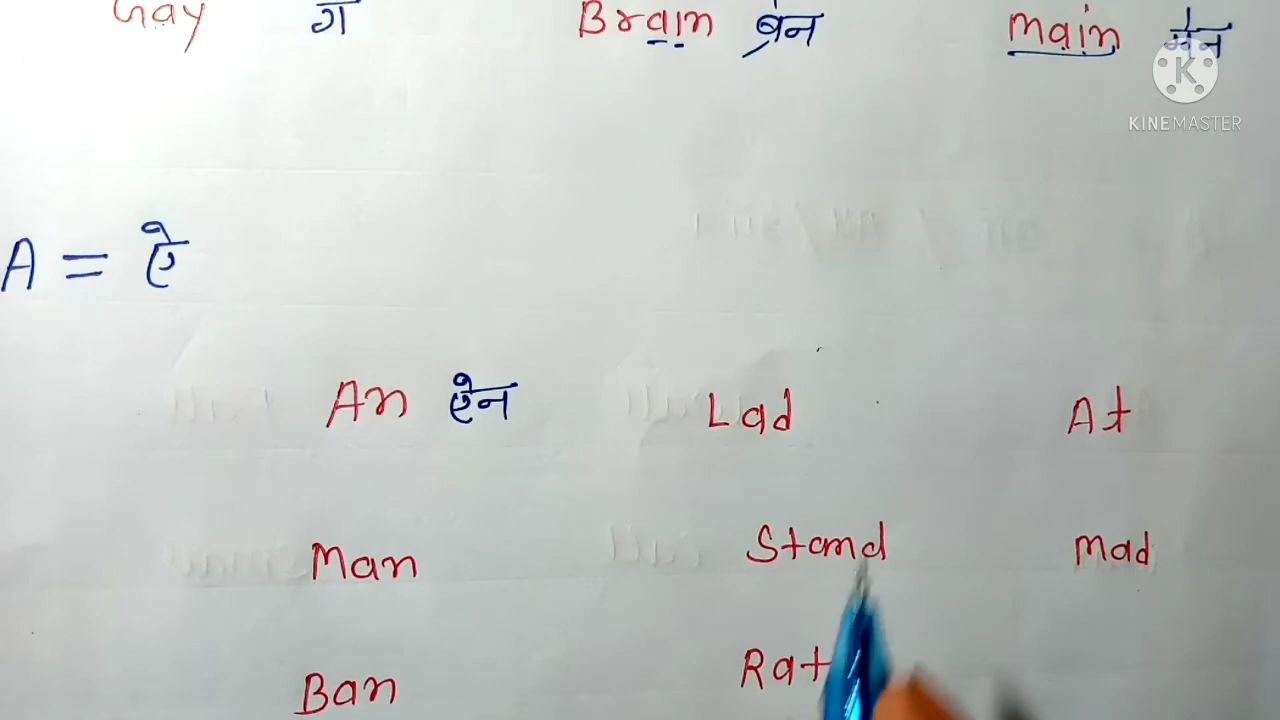 Gay ग Brain ब्रेन Main मेन
KINEMASTER
A = ऐ
An ऐन Lad At
Man Stand Mad
Ban Rat